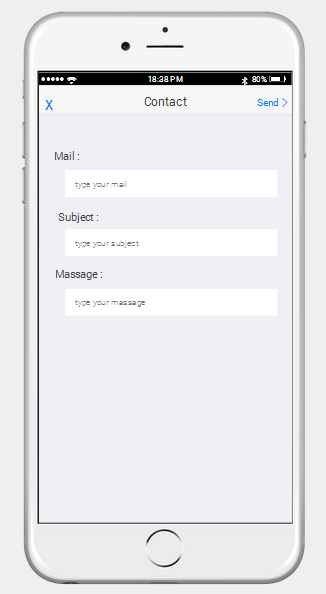 18:38 PM 80%
X Contact Send
Mail :
type your mail
Subject :
type your subject
Massage :
type your massage